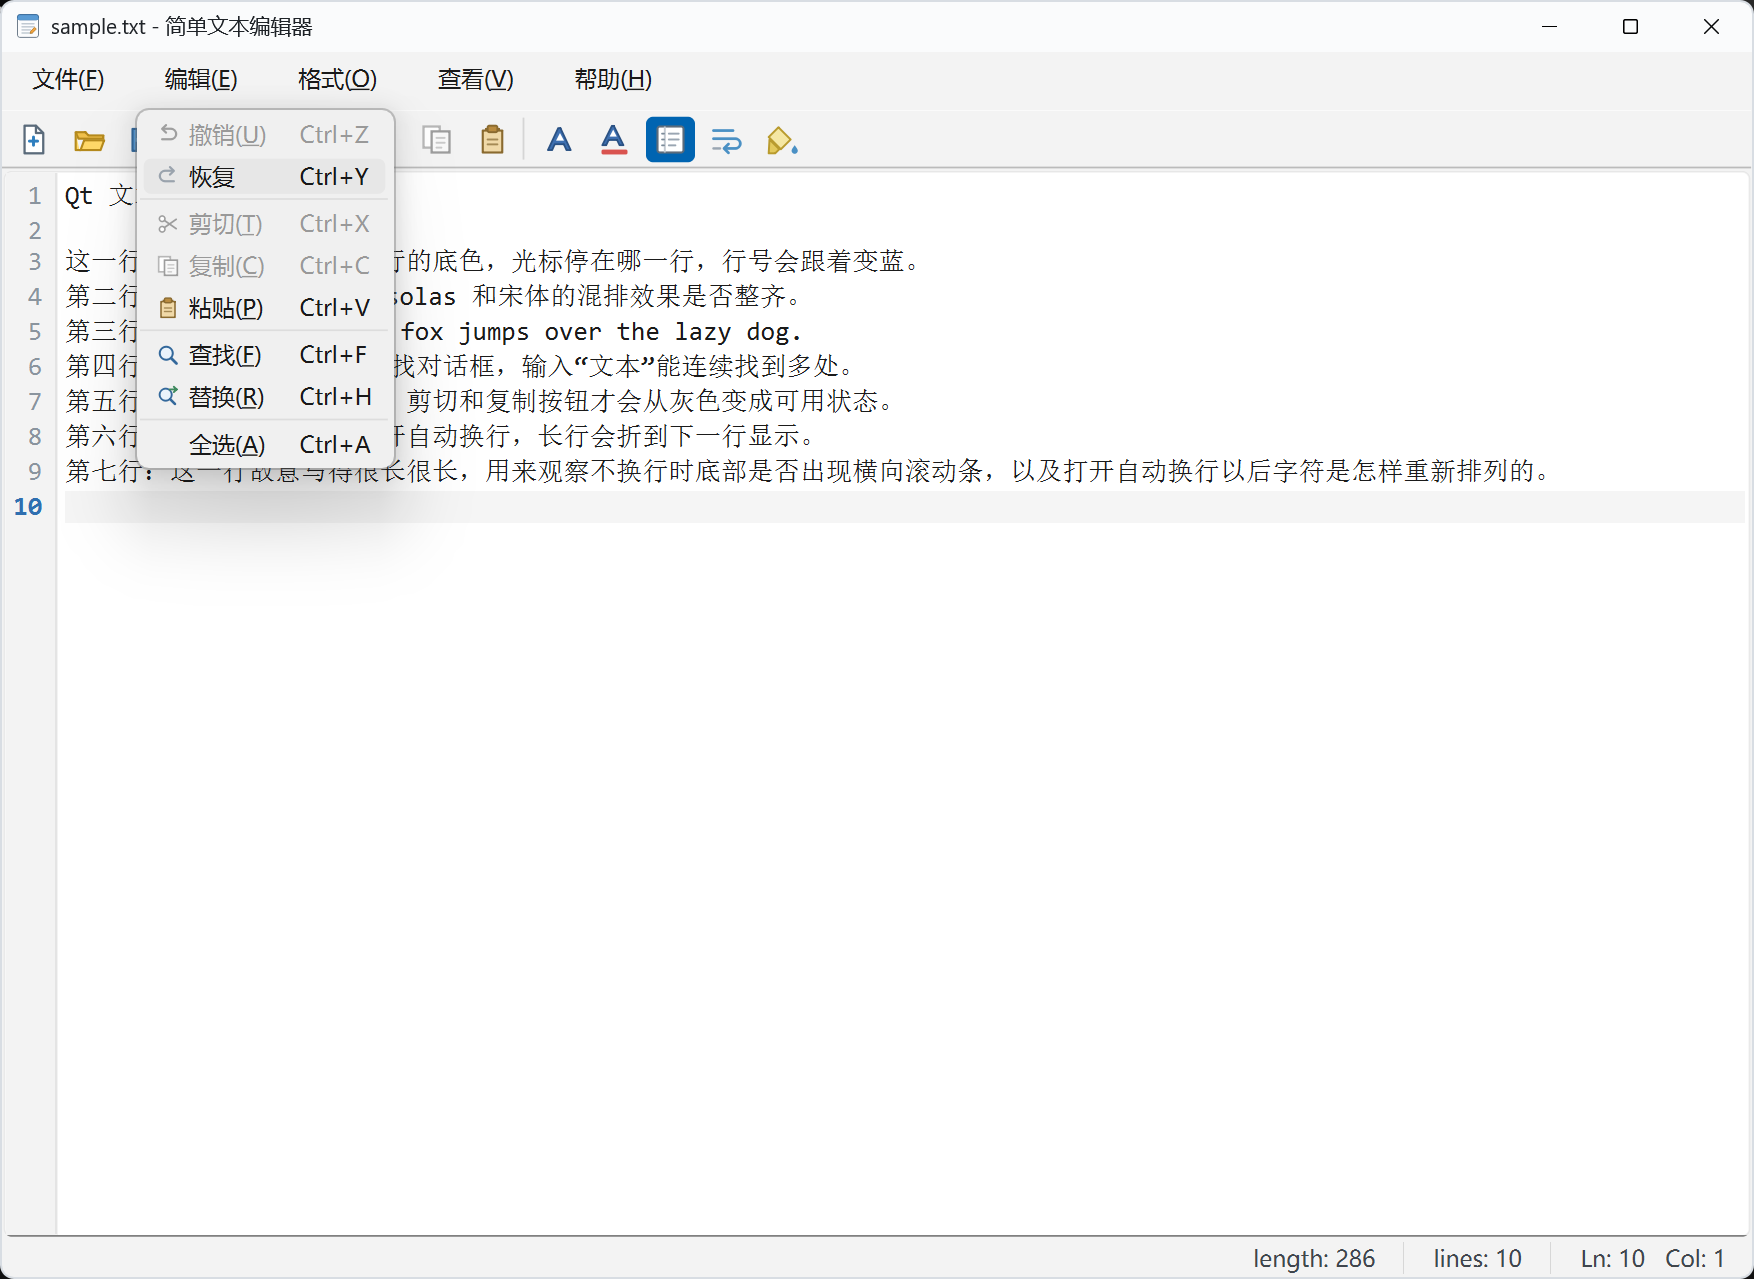 sample.txt - 简单文本编辑器
文件(F) 编辑(E) 格式(O) 查看(V) 帮助(H)
撤销(U) Ctrl+Z
恢复 Ctrl+Y
剪切(T) Ctrl+X
复制(C) Ctrl+C
粘贴(P) Ctrl+V
查找(F) Ctrl+F
替换(R) Ctrl+H
全选(A) Ctrl+A
1 Qt 文
2
3 这一行 行的底色，光标停在哪一行，行号会跟着变蓝。
4 第二行 solas 和宋体的混排效果是否整齐。
5 第三行 fox jumps over the lazy dog.
6 第四行 找对话框，输入“文本”能连续找到多处。
7 第五行 剪切和复制按钮才会从灰色变成可用状态。
8 第六行 开自动换行，长行会折到下一行显示。
9 第七行：这一行故意写得很长很长，用来观察不换行时底部是否出现横向滚动条，以及打开自动换行以后字符是怎样重新排列的。
10
length: 286 lines: 10 Ln: 10 Col: 1